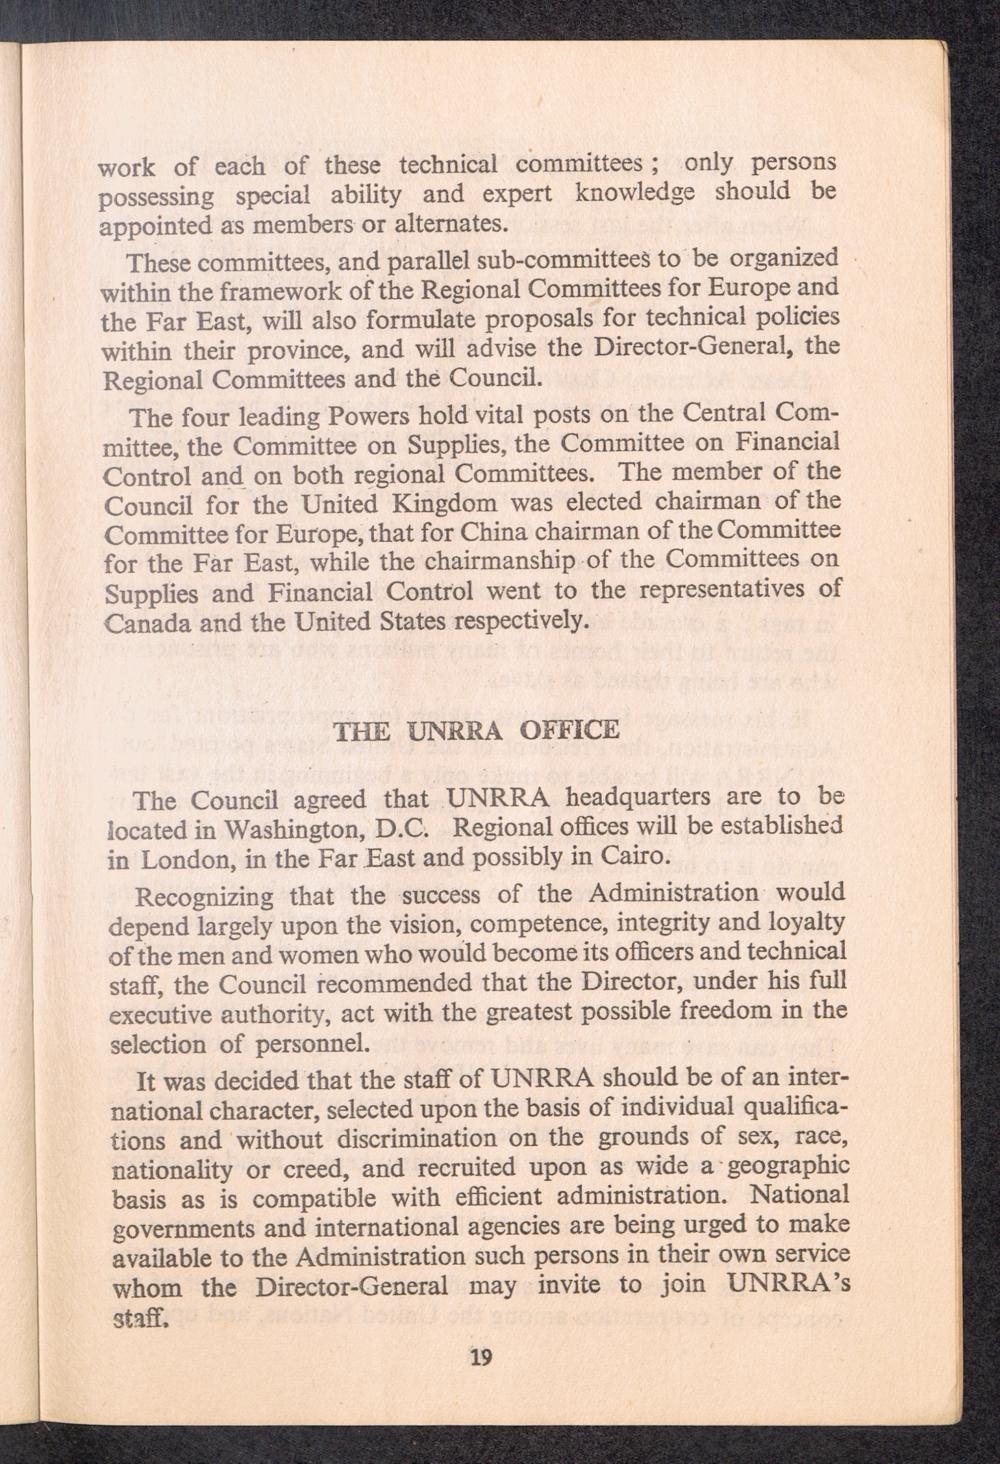 work of each of these technical committees ; only persons
possessing special ability and expert knowledge should be
appointed as members or alternates.
These committees, and parallel sub-committees to be organized
within the framework of the Regional Committees for Europe and
the Far East, will also formulate proposals for technical policies
within their province, and will advise the Director-General, the
Regional Committees and the Council.
The four leading Powers hold vital posts on the Central Com-
mittee, the Committee on Supplies, the Committee on Financial
Control and on both regional Committees. The member of the
Council for the United Kingdom was elected chairman of the
Committee for Europe, that for China chairman of the Committee
for the Far East, while the chairmanship of the Committees on
Supplies and Financial Control went to the representatives of
Canada and the United States respectively.
THE UNRRA OFFICE
The Council agreed that UNRRA headquarters are to be
located in Washington, D.C. Regional offices will be established
in London, in the Far East and possibly in Cairo.
Recognizing that the success of the Administration would
depend largely upon the vision, competence, integrity and loyalty
of the men and women who would become its officers and technical
staff, the Council recommended that the Director, under his full
executive authority, act with the greatest possible freedom in the
selection of personnel.
It was decided that the staff of UNRRA should be of an inter-
national character, selected upon the basis of individual qualifica-
tions and without discrimination on the grounds of sex, race,
nationality or creed, and recruited upon as wide a geographic
basis as is compatible with efficient administration. National
governments and international agencies are being urged to make
available to the Administration such persons in their own service
whom the Director-General may invite to join UNRRA's
staff.
19